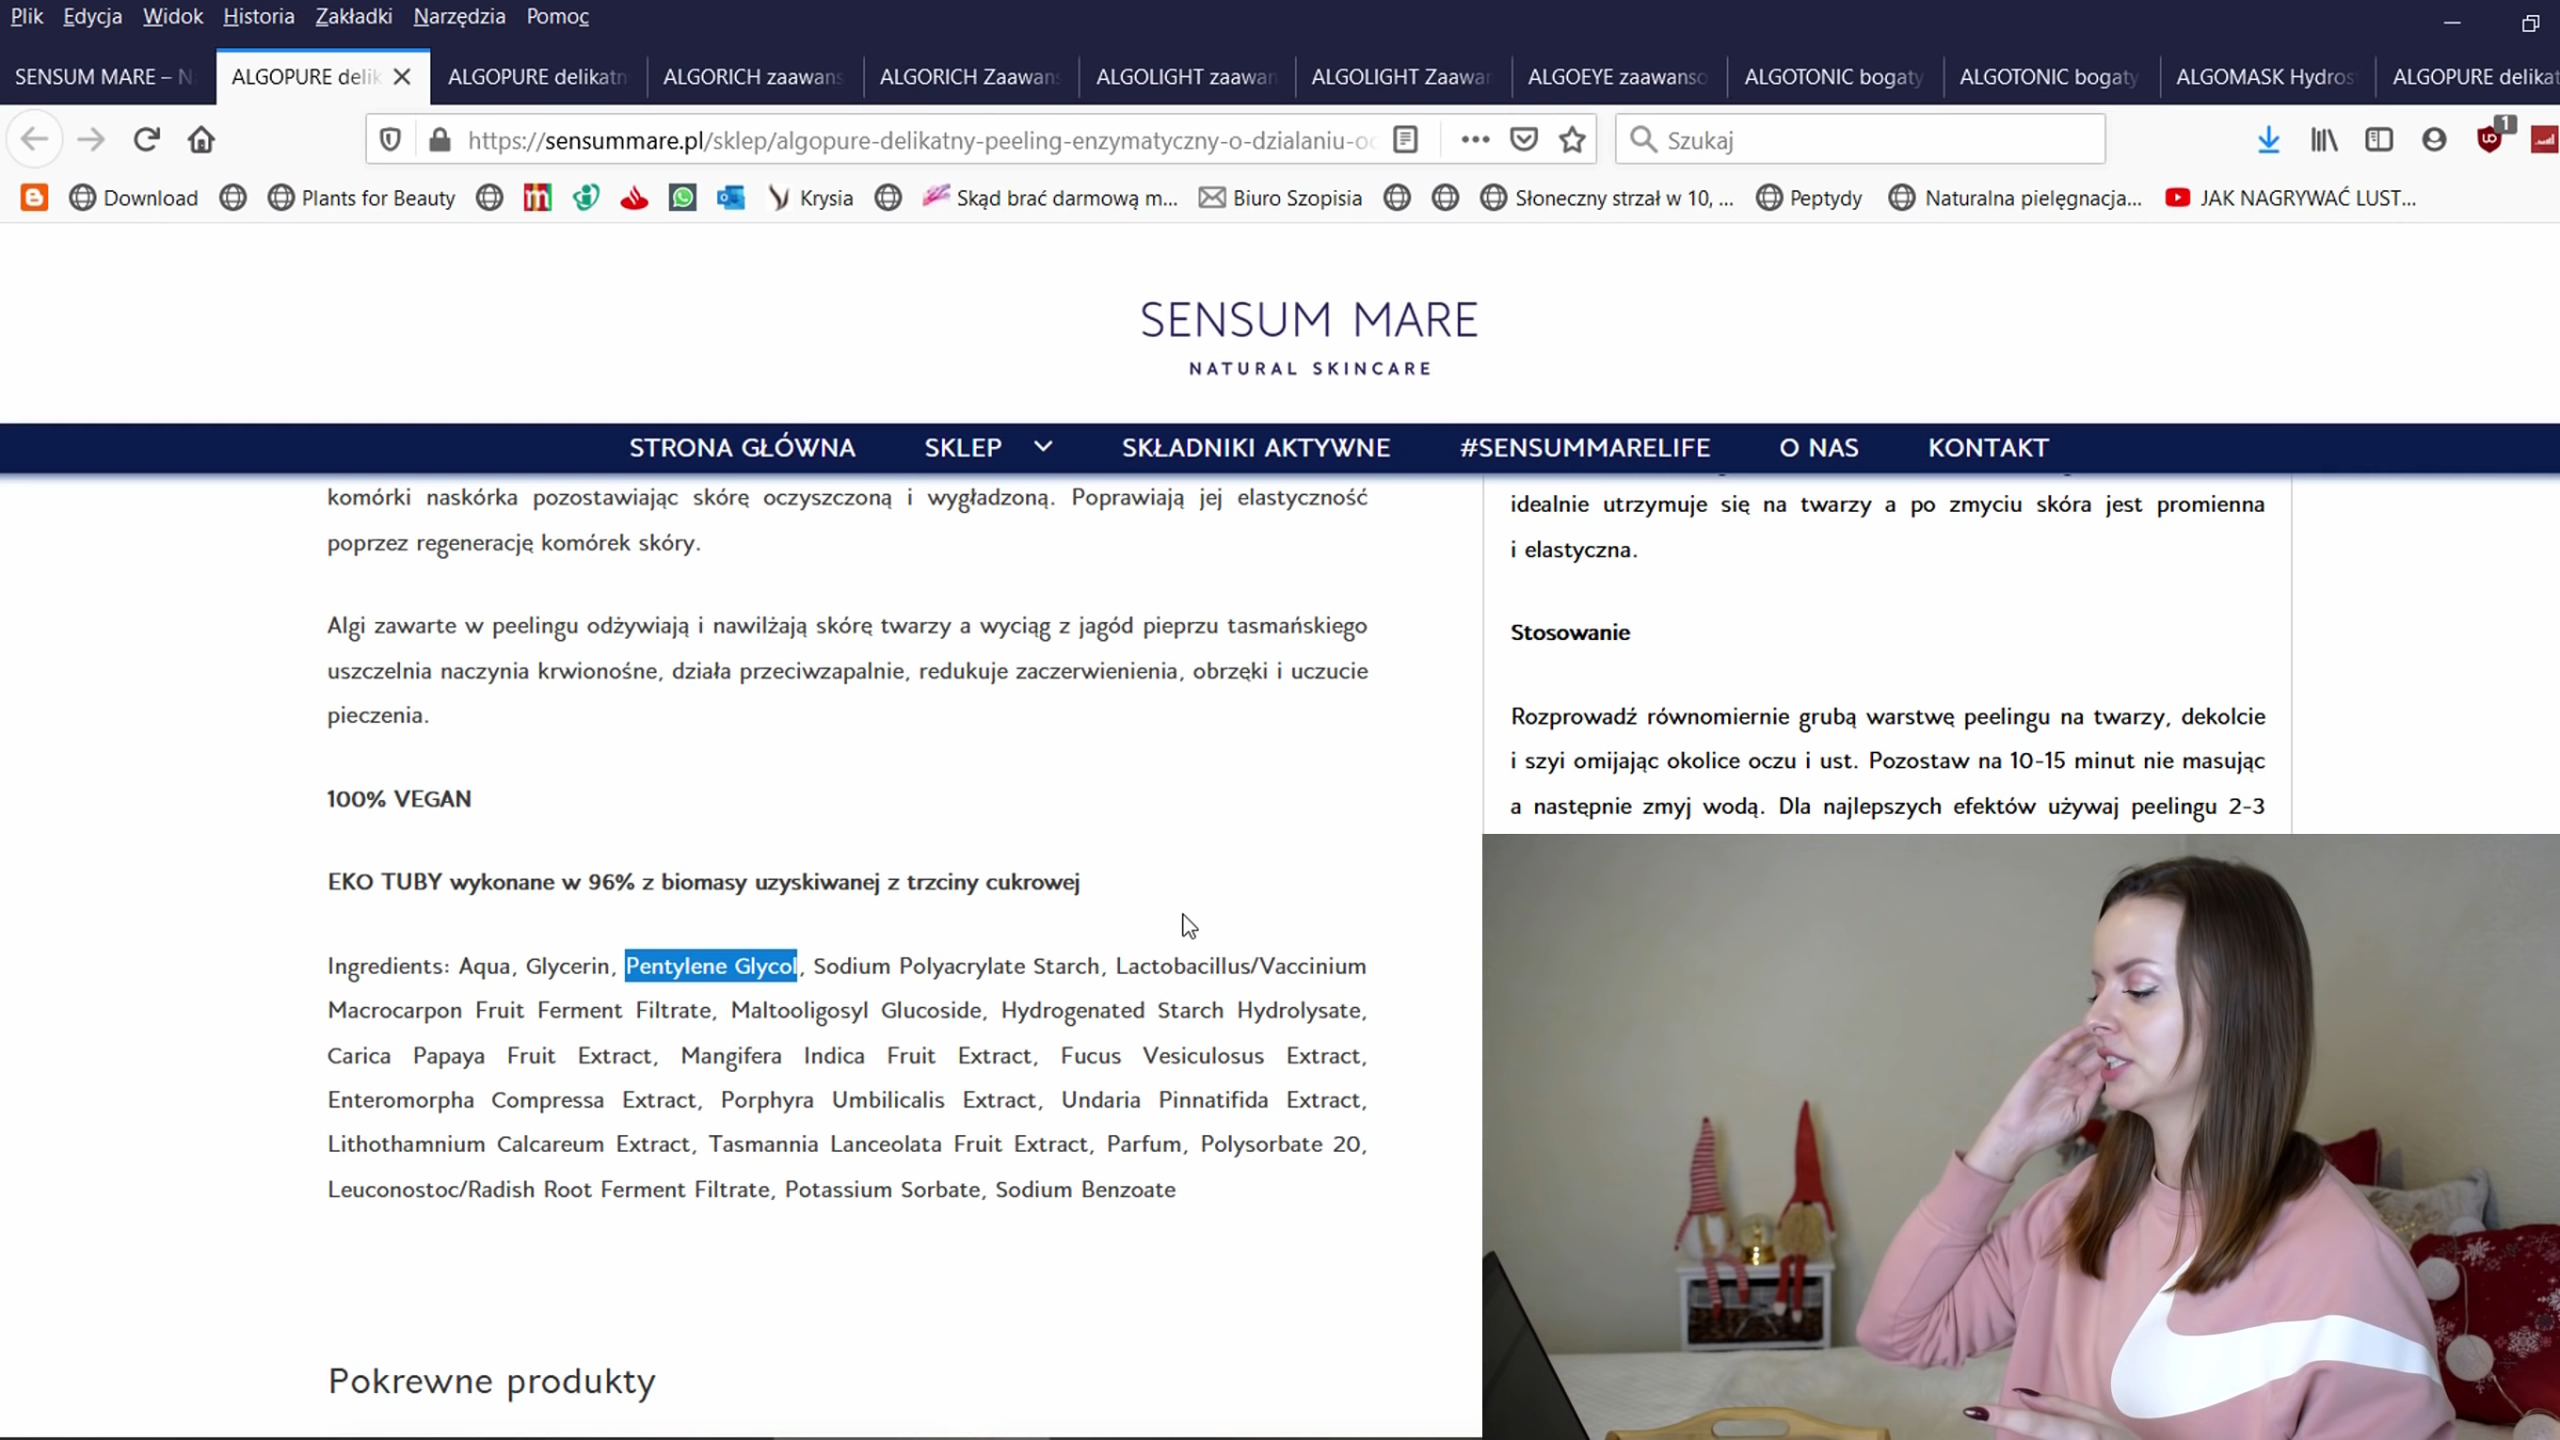 Plik Edycja Widok Historia Zakładki Narzędzia Pomoc
SENSUM MARE – N
ALGOPURE delik
ALGOPURE delikatn
ALGORICH zaawans
ALGORICH Zaawans
ALGOLIGHT zaawan
ALGOLIGHT Zaawan
ALGOEYE zaawanso
ALGOTONIC bogaty
ALGOTONIC bogaty
ALGOMASK Hydros
ALGOPURE delikat
https://sensummare.pl/sklep/algopure-delikatny-peeling-enzymatyczny-o-dzialaniu-oc
Szukaj
1
Download
Plants for Beauty
Krysia
Skąd brać darmową m...
Biuro Szopisia
Słoneczny strzał w 10, ...
Peptydy
Naturalna pielęgnacja...
JAK NAGRYWAĆ LUST...
SENSUM MARE
NATURAL SKINCARE
STRONA GŁÓWNA SKLEP SKŁADNIKI AKTYWNE #SENSUMMARELIFE O NAS KONTAKT
komórki naskórka pozostawiając skórę oczyszczoną i wygładzoną. Poprawiają jej elastyczność
poprzez regenerację komórek skóry.
Algi zawarte w peelingu odżywiają i nawilżają skórę twarzy a wyciąg z jagód pieprzu tasmańskiego
uszczelnia naczynia krwionośne, działa przeciwzapalnie, redukuje zaczerwienienia, obrzęki i uczucie
pieczenia.
100% VEGAN
EKO TUBY wykonane w 96% z biomasy uzyskiwanej z trzciny cukrowej
Ingredients: Aqua, Glycerin, Pentylene Glycol, Sodium Polyacrylate Starch, Lactobacillus/Vaccinium
Macrocarpon Fruit Ferment Filtrate, Maltooligosyl Glucoside, Hydrogenated Starch Hydrolysate,
Carica Papaya Fruit Extract, Mangifera Indica Fruit Extract, Fucus Vesiculosus Extract,
Enteromorpha Compressa Extract, Porphyra Umbilicalis Extract, Undaria Pinnatifida Extract,
Lithothamnium Calcareum Extract, Tasmannia Lanceolata Fruit Extract, Parfum, Polysorbate 20,
Leuconostoc/Radish Root Ferment Filtrate, Potassium Sorbate, Sodium Benzoate
Pokrewne produkty
idealnie utrzymuje się na twarzy a po zmyciu skóra jest promienna
i elastyczna.
Stosowanie
Rozprowadź równomiernie grubą warstwę peelingu na twarzy, dekolcie
i szyi omijając okolice oczu i ust. Pozostaw na 10-15 minut nie masując
a następnie zmyj wodą. Dla najlepszych efektów używaj peelingu 2-3